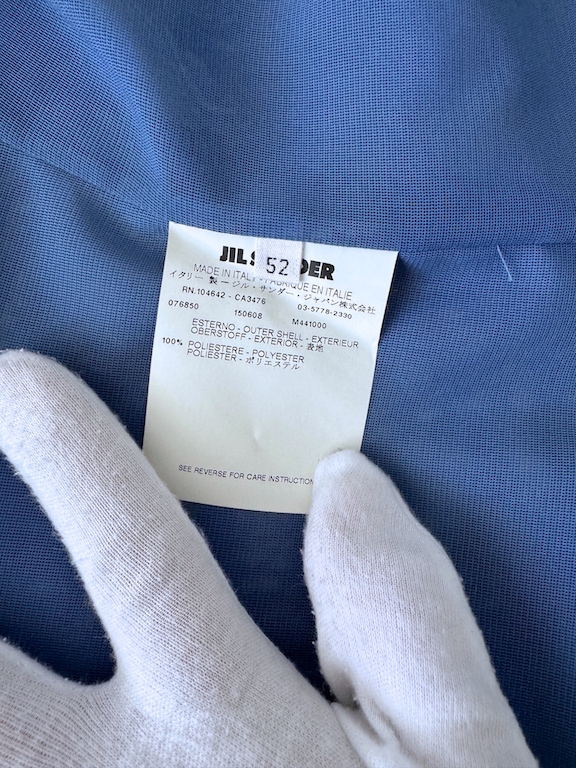 JIL S DER
52
MADE IN ITALY - FABRIQUE EN ITALIE
イタリー 製 ー ジル・サンダー・ジャパン株式会社
RN.104642 - CA3476 03-5778-2330
076850 150608 M441000
ESTERNO - OUTER SHELL - EXTERIEUR
OBERSTOFF - EXTERIOR - 表地
100% POLIESTERE - POLYESTER
POLIESTER - ポリエステル
SEE REVERSE FOR CARE INSTRUCTION